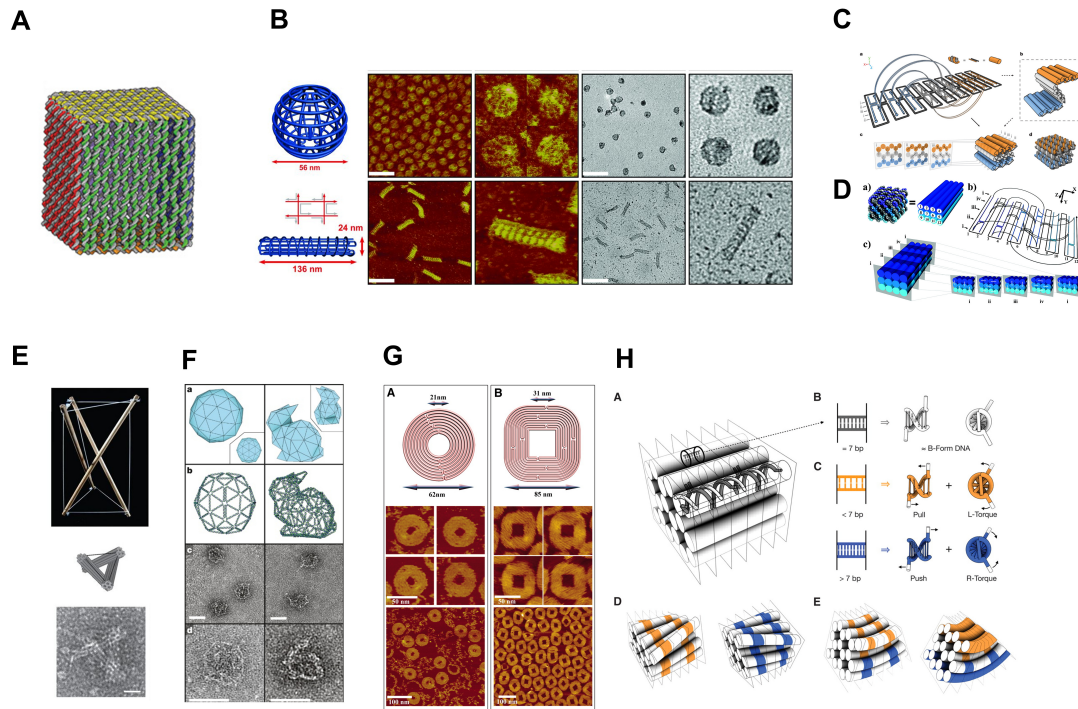 A
B
56 nm
24 nm
136 nm
C
a
b
c
d
D
a)
b)
c)
E
F
a
b
c
d
G
A
B
21nm
31 nm
62nm
85 nm
50 nm
50 nm
100 nm
100 nm
H
A
B
= 7 bp
= B-Form DNA
C
< 7 bp
Pull
+
L-Torque
> 7 bp
Push
+
R-Torque
D
E